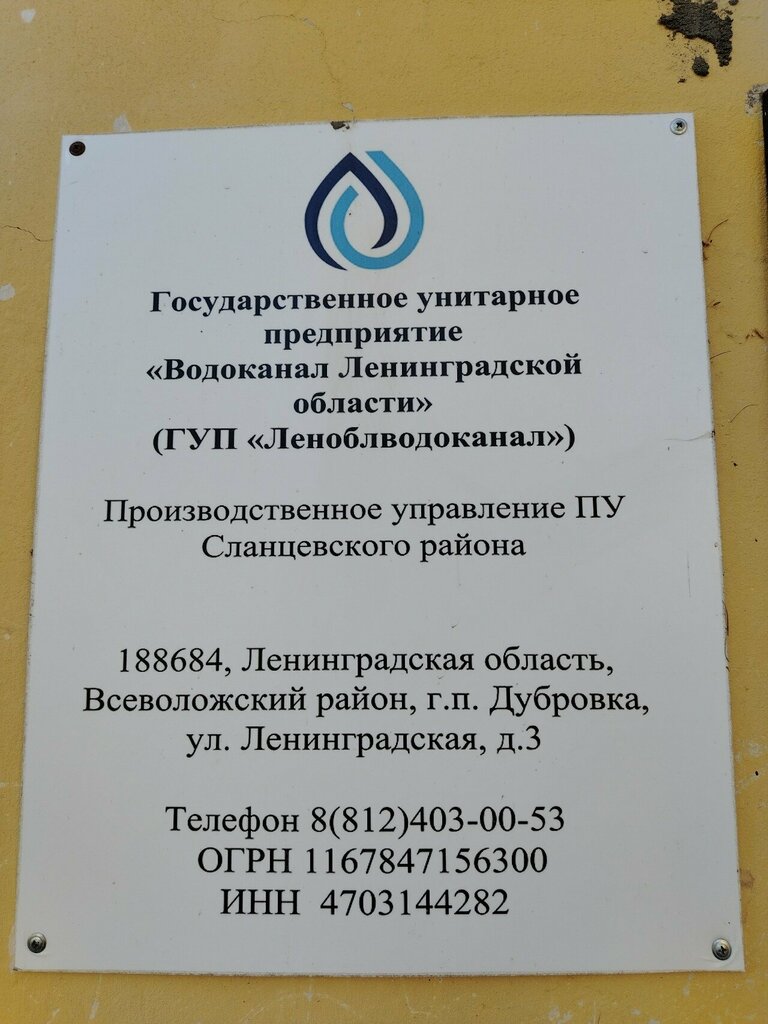 Государственное унитарное
предприятие
«Водоканал Ленинградской
области»
(ГУП «Леноблводоканал»)
Производственное управление ПУ
Сланцевского района
188684, Ленинградская область,
Всеволожский район, г.п. Дубровка,
ул. Ленинградская, д.3
Телефон 8(812)403-00-53
ОГРН 1167847156300
ИНН 4703144282